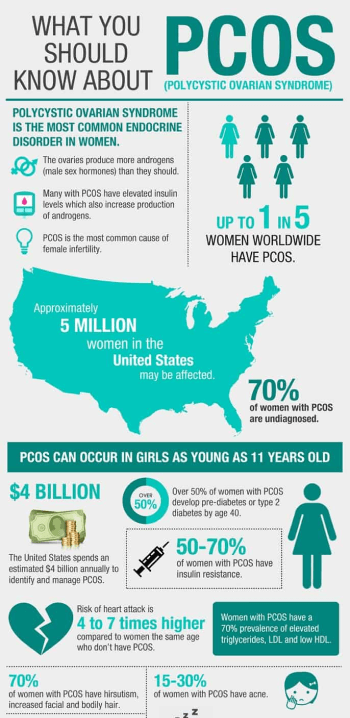 WHAT YOU
SHOULD
KNOW ABOUT
PCOS
(POLYCYSTIC OVARIAN SYNDROME)
POLYCYSTIC OVARIAN SYNDROME
IS THE MOST COMMON ENDOCRINE
DISORDER IN WOMEN.
The ovaries produce more androgens
(male sex hormones) than they should.
Many with PCOS have elevated insulin
levels which also increase production
of androgens.
PCOS is the most common cause of
female infertility.
UP TO 1 IN 5
WOMEN WORLDWIDE
HAVE PCOS.
Approximately
5 MILLION
women in the
United States
may be affected.
70%
of women with PCOS
are undiagnosed.
PCOS CAN OCCUR IN GIRLS AS YOUNG AS 11 YEARS OLD
$4 BILLION
The United States spends an
estimated $4 billion annually to
identify and manage PCOS.
OVER
50%
Over 50% of women with PCOS
develop pre-diabetes or type 2
diabetes by age 40.
50-70%
of women with PCOS have
insulin resistance.
Risk of heart attack is
4 to 7 times higher
compared to women the same age
who don't have PCOS.
Women with PCOS have a
70% prevalence of elevated
triglycerides, LDL and low HDL.
70%
of women with PCOS have hirsutism,
increased facial and bodily hair.
15-30%
of women with PCOS have acne.
z z z